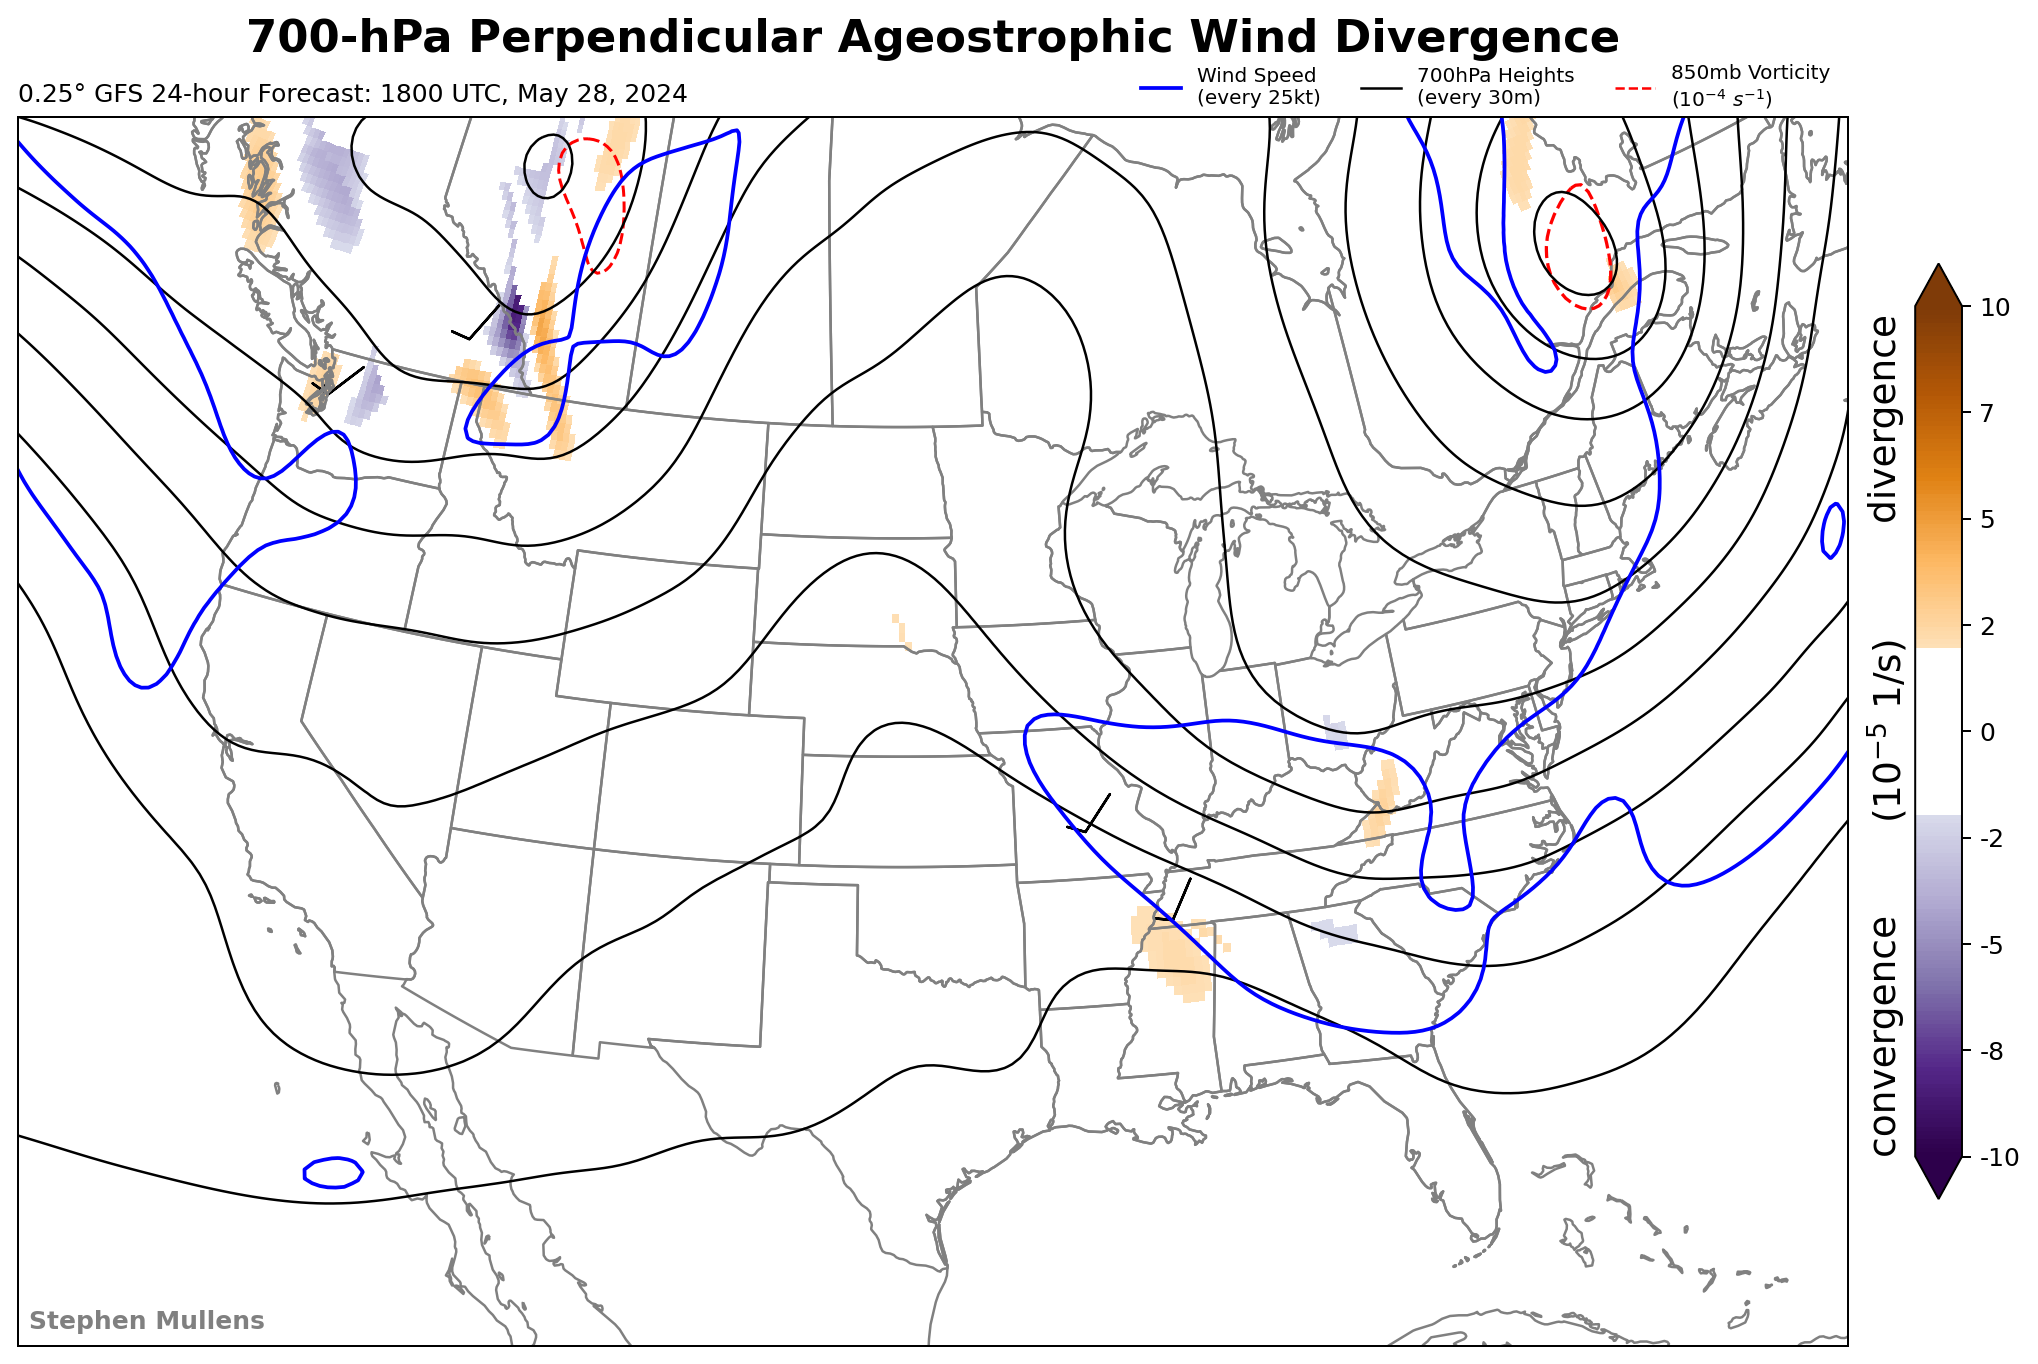 700-hPa Perpendicular Ageostrophic Wind Divergence
0.25° GFS 24-hour Forecast: 1800 UTC, May 28, 2024
Wind Speed
(every 25kt)
700hPa Heights
(every 30m)
850mb Vorticity
(10⁻⁴ s⁻¹)
10
7
5
2
0
-2
-5
-8
-10
convergence (10⁻⁵ 1/s) divergence
Stephen Mullens